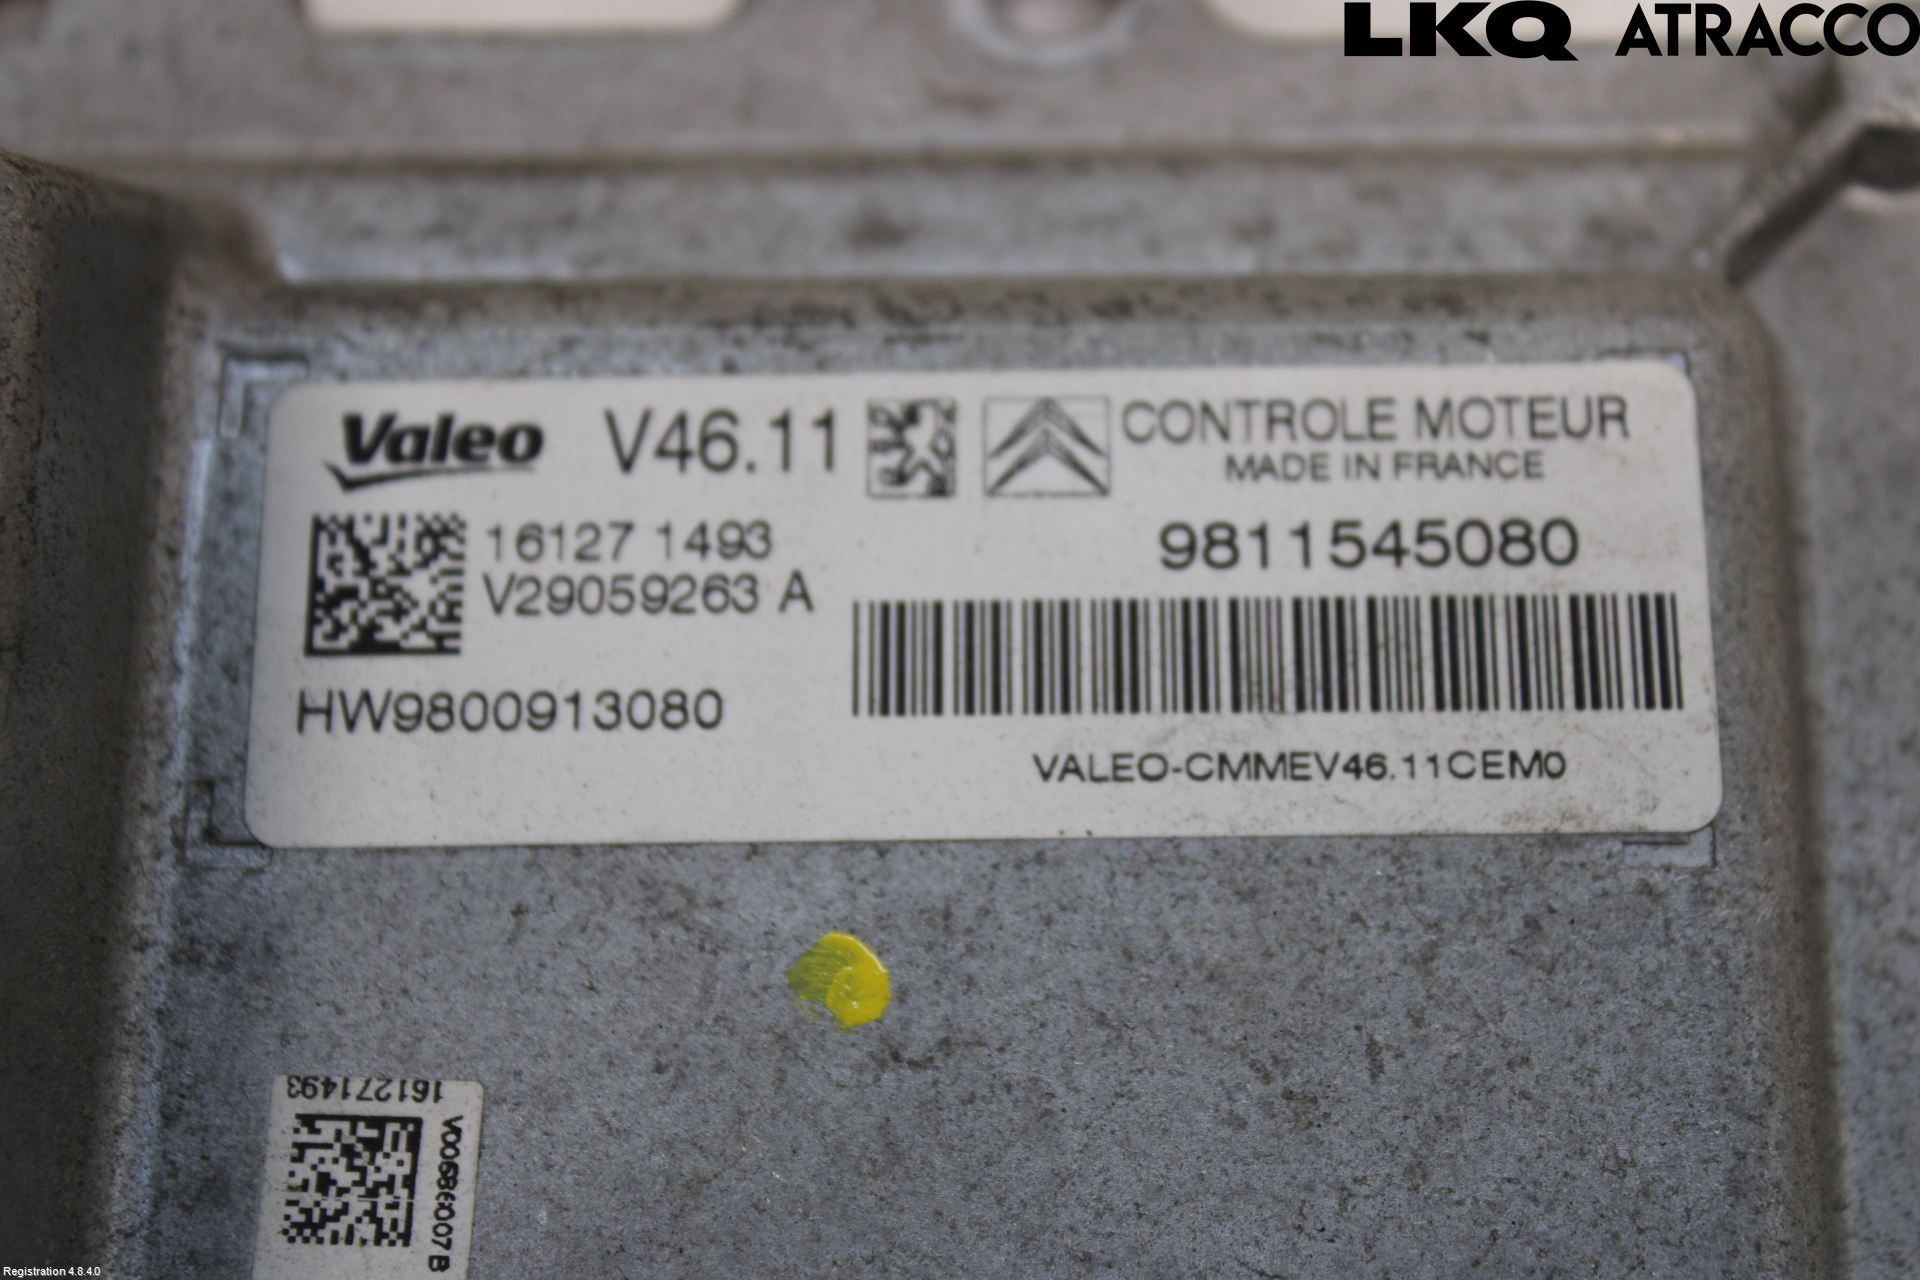 LKQ ATRACCO
Valeo V46.11 CONTROLE MOTEUR
MADE IN FRANCE
16127 1493
V29059263 A
9811545080
HW9800913080
VALEO-CMMEV46.11CEM0
161271493
Registration 4.8.4.0